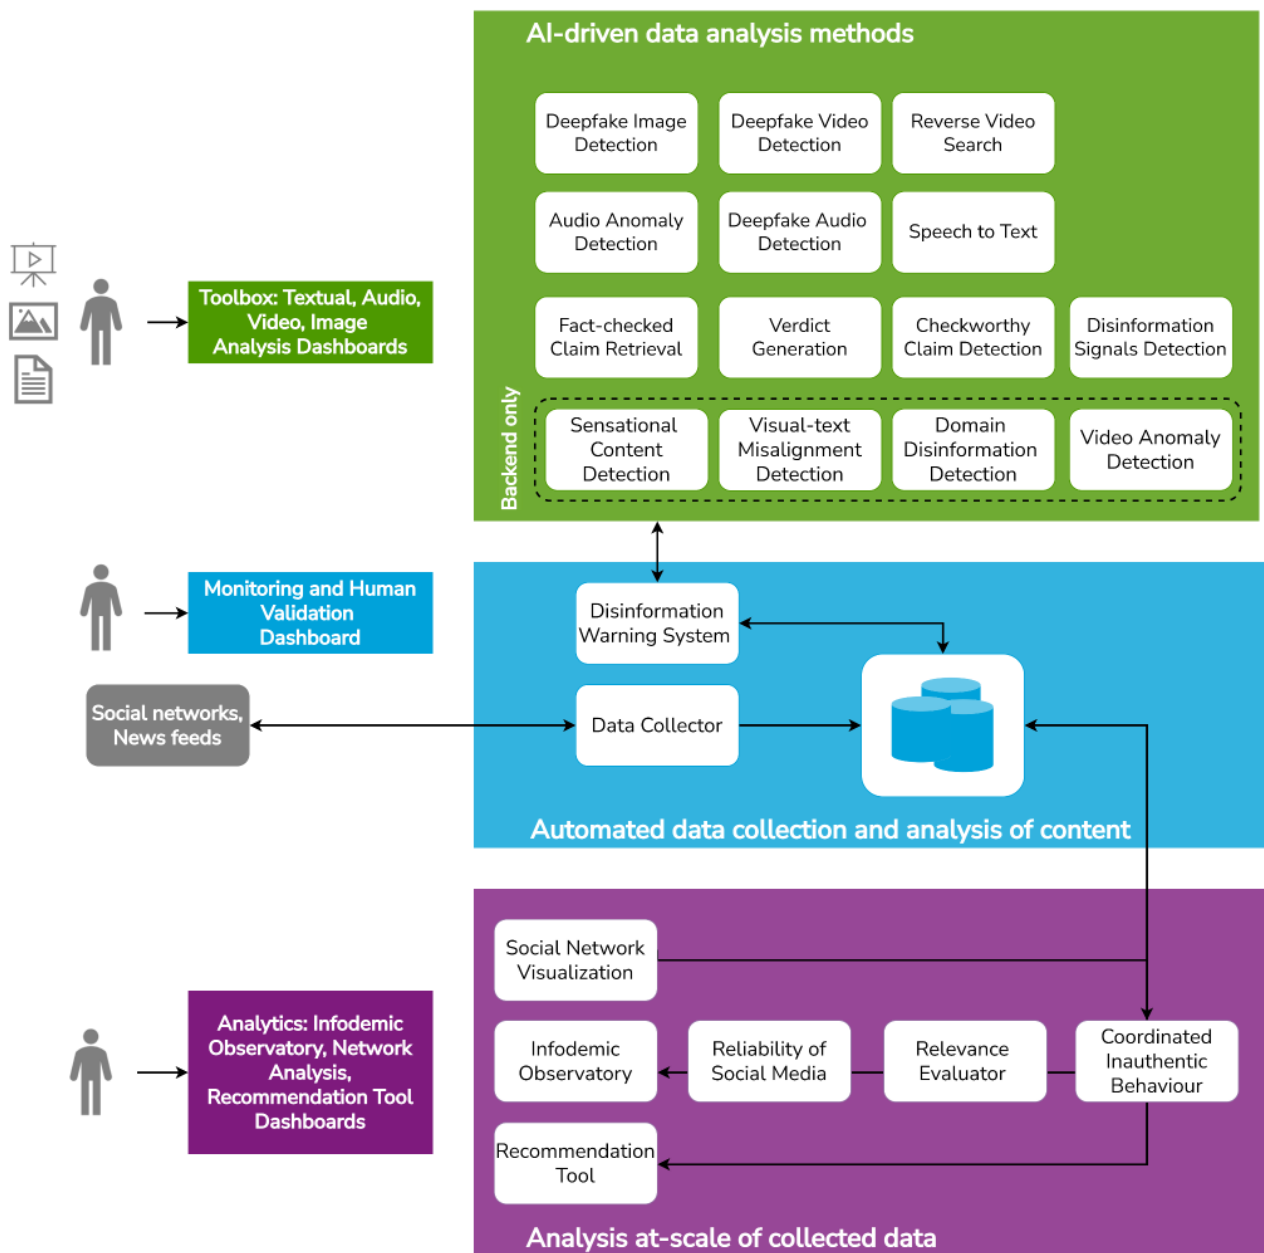 AI-driven data analysis methods
Deepfake Image
Detection
Deepfake Video
Detection
Reverse Video
Search
Audio Anomaly
Detection
Deepfake Audio
Detection
Speech to Text
Toolbox: Textual, Audio,
Video, Image
Analysis Dashboards
Fact-checked
Claim Retrieval
Verdict
Generation
Checkworthy
Claim Detection
Disinformation
Signals Detection
Backend only
Sensational
Content
Detection
Visual-text
Misalignment
Detection
Domain
Disinformation
Detection
Video Anomaly
Detection
Monitoring and Human
Validation
Dashboard
Disinformation
Warning System
Social networks,
News feeds
Data Collector
Automated data collection and analysis of content
Social Network
Visualization
Analytics: Infodemic
Observatory, Network
Analysis,
Recommendation Tool
Dashboards
Infodemic
Observatory
Reliability of
Social Media
Relevance
Evaluator
Coordinated
Inauthentic
Behaviour
Recommendation
Tool
Analysis at-scale of collected data